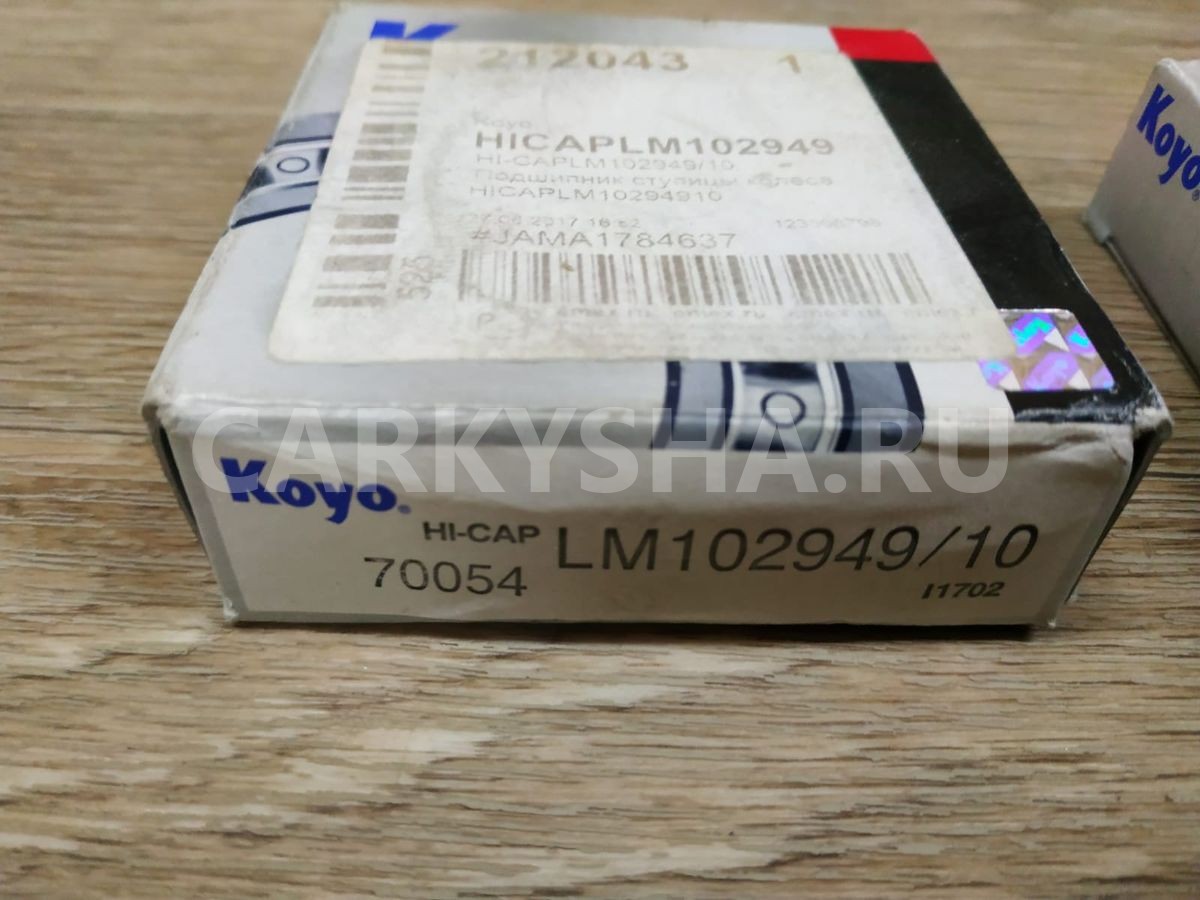 212043 1
Koyo
HICAPLM102949
HI-CAPLM102949/10
Подшипник ступицы колеса
HICAPLM10294910
#JAMA1784637
CARKYSHA.RU
Koyo®
HI-CAP LM102949/10
70054 I1702
Koyo®